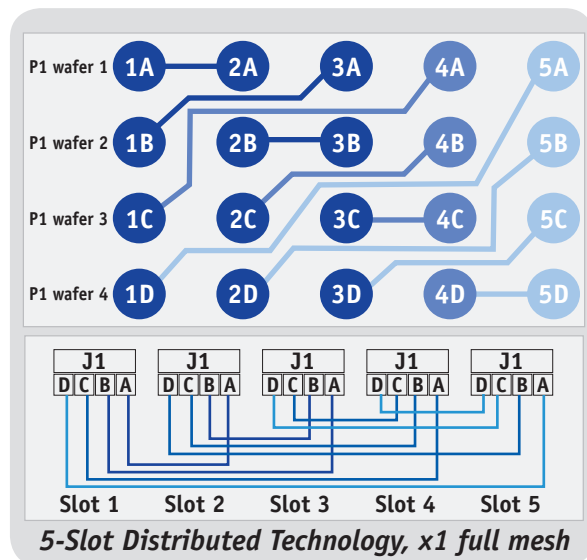 P1 wafer 1 1A 2A 3A 4A 5A
P1 wafer 2 1B 2B 3B 4B 5B
P1 wafer 3 1C 2C 3C 4C 5C
P1 wafer 4 1D 2D 3D 4D 5D
J1 J1 J1 J1 J1
D C B A D C B A D C B A D C B A D C B A
Slot 1 Slot 2 Slot 3 Slot 4 Slot 5
5-Slot Distributed Technology, x1 full mesh